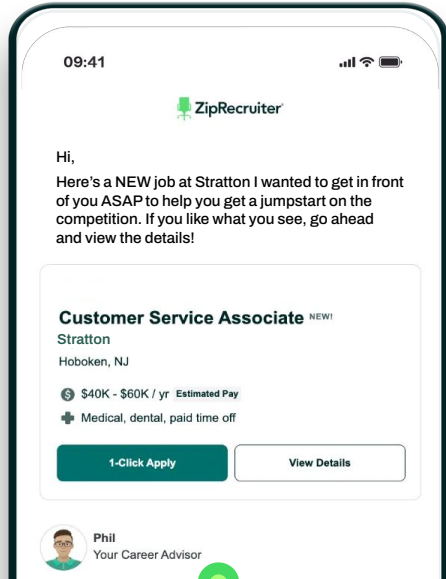 09:41
ZipRecruiter
Hi,
Here’s a NEW job at Stratton I wanted to get in front
of you ASAP to help you get a jumpstart on the
competition. If you like what you see, go ahead
and view the details!
Customer Service Associate NEW!
Stratton
Hoboken, NJ
$40K - $60K / yr Estimated Pay
Medical, dental, paid time off
1-Click Apply View Details
Phil
Your Career Advisor